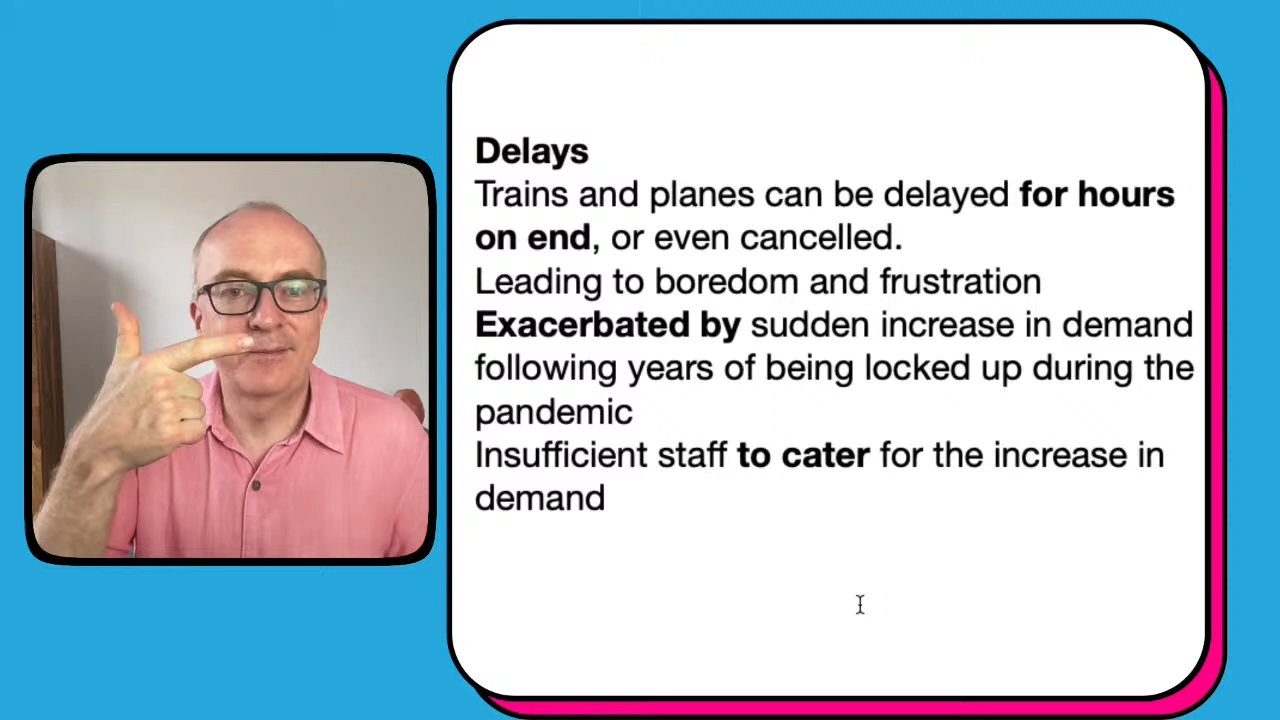 Delays
Trains and planes can be delayed for hours
on end, or even cancelled.
Leading to boredom and frustration
Exacerbated by sudden increase in demand
following years of being locked up during the
pandemic
Insufficient staff to cater for the increase in
demand